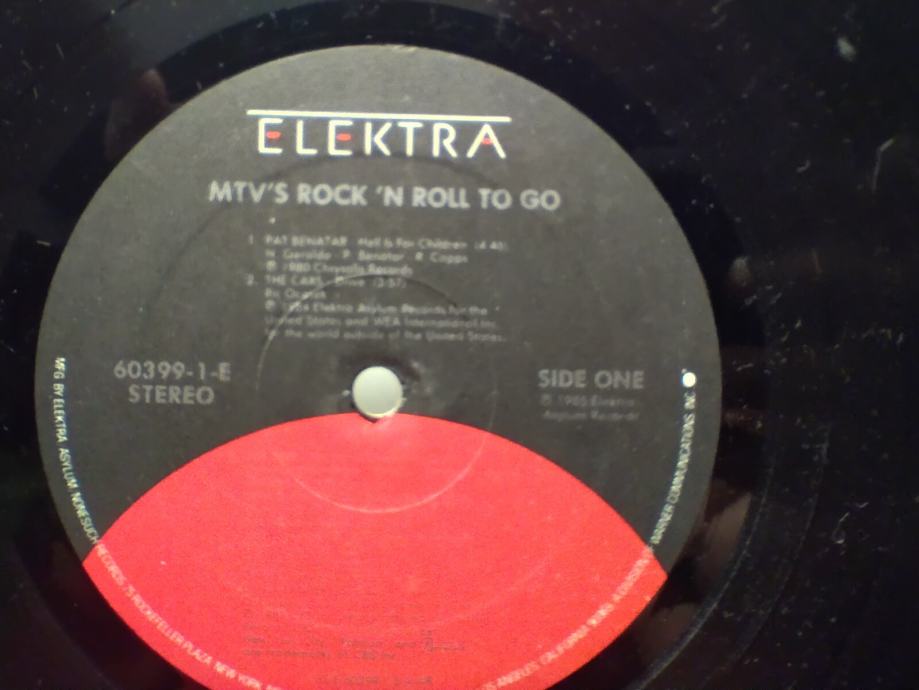 ELEKTRA
MTV'S ROCK 'N ROLL TO GO
1. PAT BENATAR Hell Is For Children (4:48)
N. Geraldo P. Benatar R. Capps
℗ 1980 Chrysalis Records
2. THE CARS Drive (3:57)
Ric Ocasek
℗ 1984 Elektra Asylum Records for the
United States and WEA International Inc.
for the world outside of the United States.
60399-1-E
STEREO
SIDE ONE
℗ 1985 Elektra
Asylum Records
MFG BY ELEKTRA ASYLUM NONESUCH RECORDS, 75 ROCKEFELLER PLAZA, NEW YORK,
ANGELES, CALIFORNIA A DIVISION WARNER COMMUNICATIONS INC